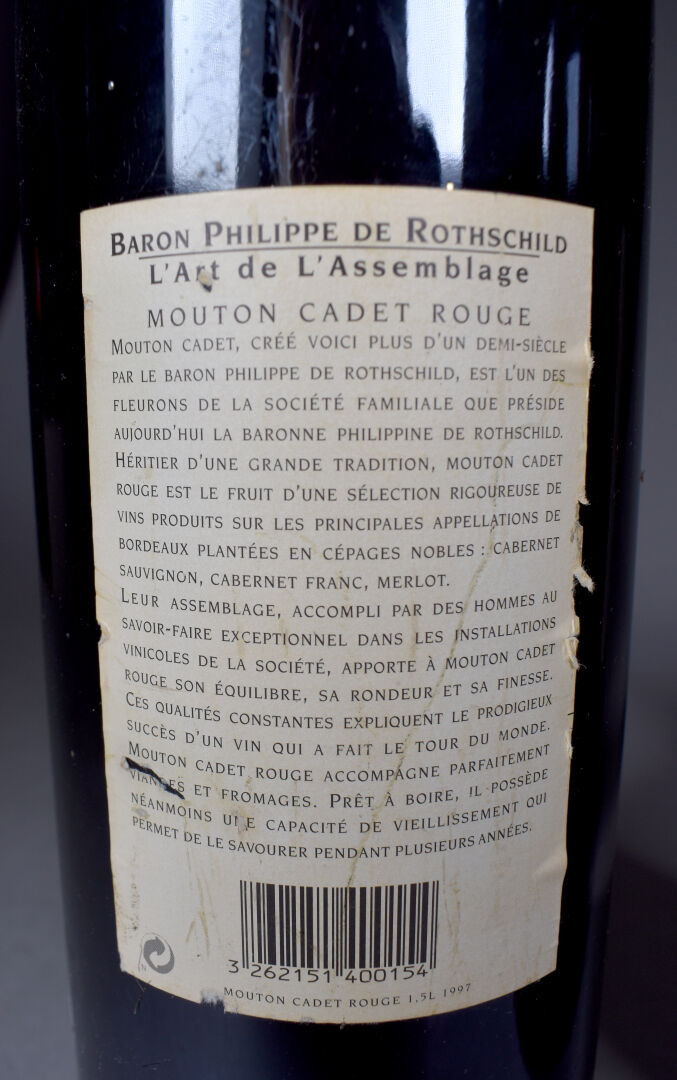 BARON PHILIPPE DE ROTHSCHILD
L'Art de L'Assemblage
MOUTON CADET ROUGE
MOUTON CADET, CRÉÉ VOICI PLUS D'UN DEMI-SIÈCLE
PAR LE BARON PHILIPPE DE ROTHSCHILD, EST L'UN DES
FLEURONS DE LA SOCIÉTÉ FAMILIALE QUE PRÉSIDE
AUJOURD'HUI LA BARONNE PHILIPPINE DE ROTHSCHILD.
HÉRITIER D'UNE GRANDE TRADITION, MOUTON CADET
ROUGE EST LE FRUIT D'UNE SÉLECTION RIGOUREUSE DE
VINS PRODUITS SUR LES PRINCIPALES APPELLATIONS DE
BORDEAUX PLANTÉES EN CÉPAGES NOBLES : CABERNET
SAUVIGNON, CABERNET FRANC, MERLOT.
LEUR ASSEMBLAGE, ACCOMPLI PAR DES HOMMES AU
SAVOIR-FAIRE EXCEPTIONNEL DANS LES INSTALLATIONS
VINICOLES DE LA SOCIÉTÉ, APPORTE À MOUTON CADET
ROUGE SON ÉQUILIBRE, SA RONDEUR ET SA FINESSE.
CES QUALITÉS CONSTANTES EXPLIQUENT LE PRODIGIEUX
SUCCÈS D'UN VIN QUI A FAIT LE TOUR DU MONDE.
MOUTON CADET ROUGE ACCOMPAGNE PARFAITEMENT
VIANDES ET FROMAGES. PRÊT À BOIRE, IL POSSÈDE
NÉANMOINS UNE CAPACITÉ DE VIEILLISSEMENT QUI
PERMET DE LE SAVOURER PENDANT PLUSIEURS ANNÉES.
3 262151 400154
MOUTON CADET ROUGE 1,5L 1997